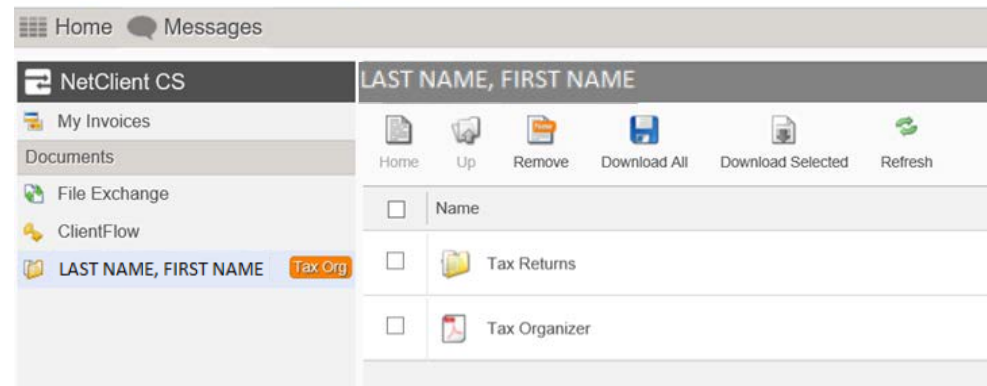 Home Messages
NetClient CS
My Invoices
Documents
File Exchange
ClientFlow
LAST NAME, FIRST NAME Tax Org
LAST NAME, FIRST NAME
Home Up Remove Download All Download Selected Refresh
Name
Tax Returns
Tax Organizer